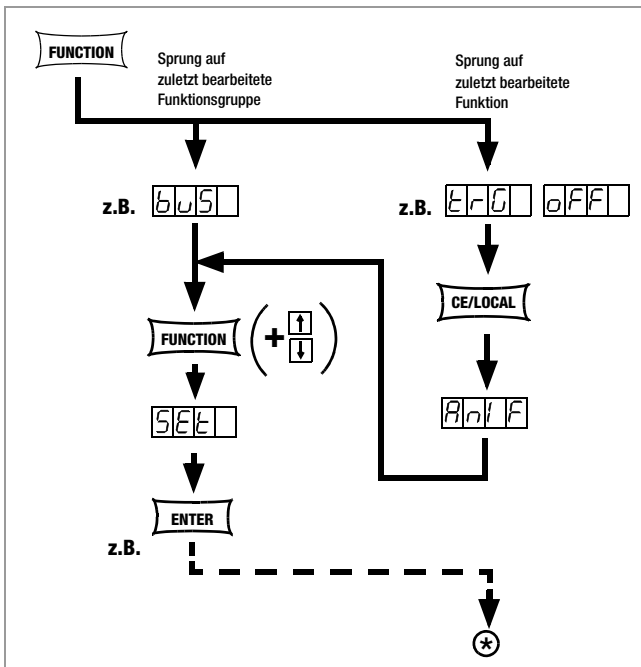 FUNCTION
Sprung auf
zuletzt bearbeitete
Funktionsgruppe
Sprung auf
zuletzt bearbeitete
Funktion
z.B. buS
z.B. trG oFF
CE/LOCAL
FUNCTION
(+↑↓)
SEt
AnIF
ENTER
z.B.
*